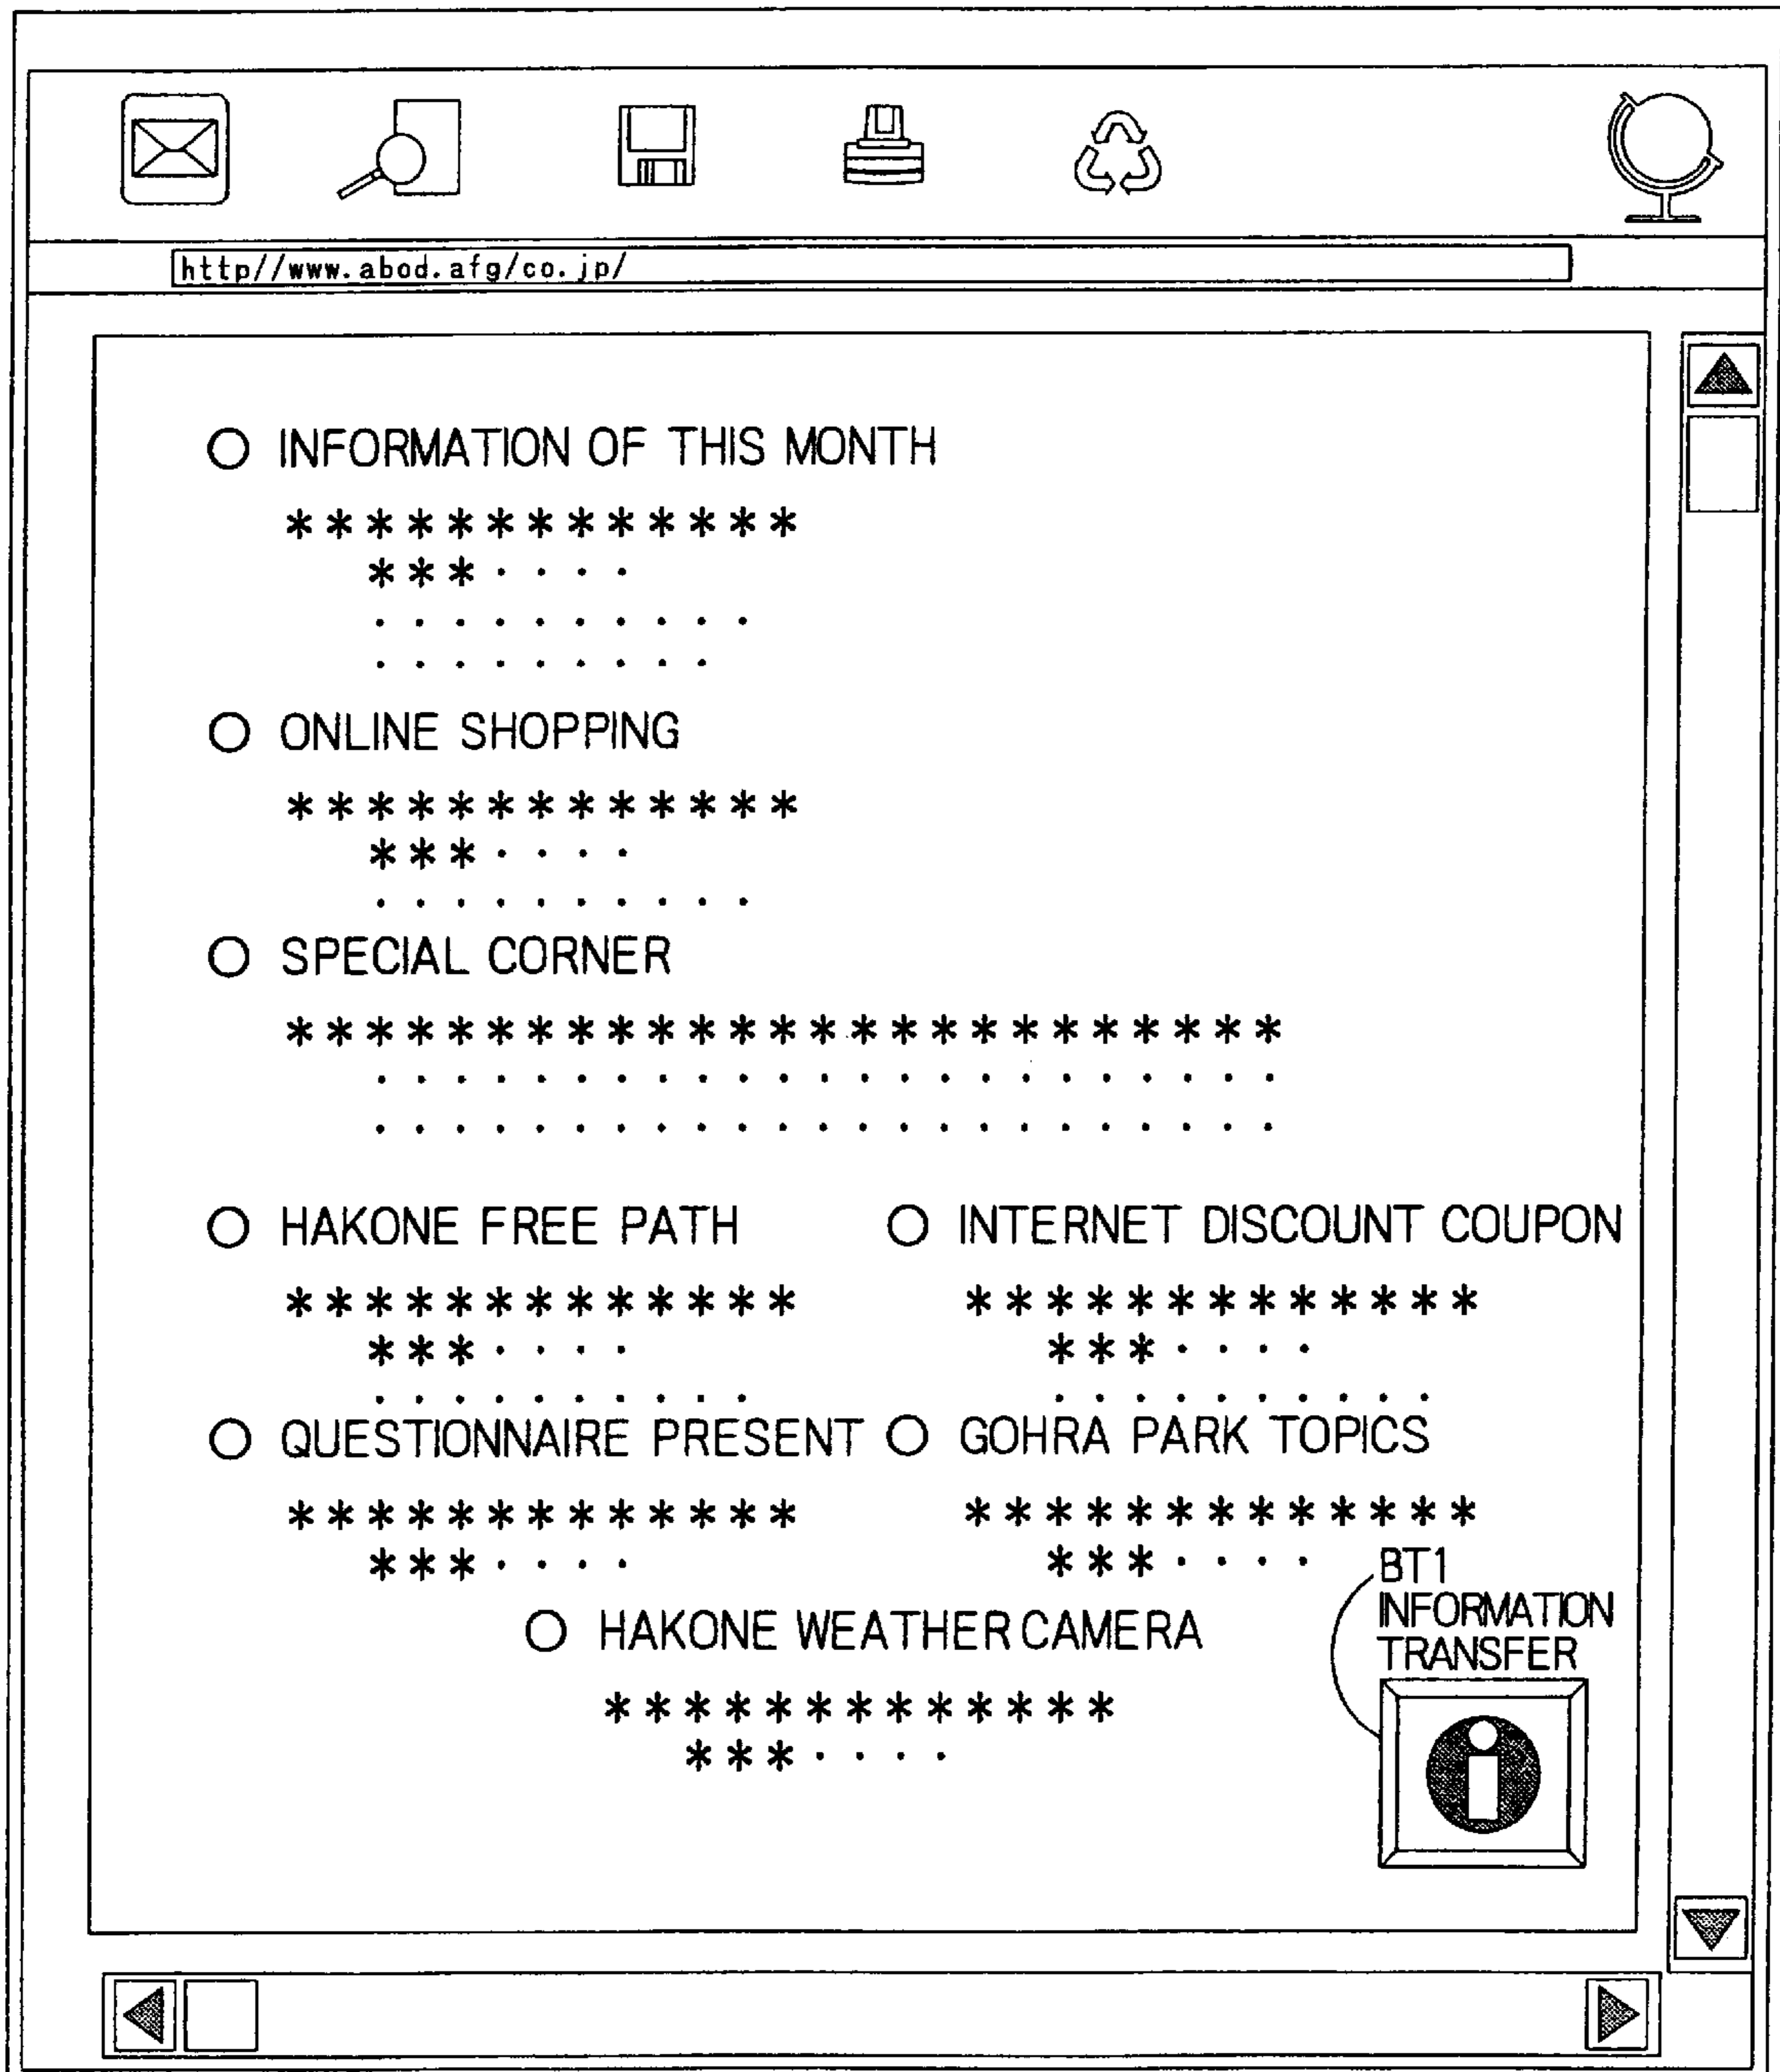 http//www.abod.afg/co.jp/
○ INFORMATION OF THIS MONTH
*************
***....
..........
.........
○ ONLINE SHOPPING
*************
***....
..........
○ SPECIAL CORNER
*************************
.......................
.......................
○ HAKONE FREE PATH ○ INTERNET DISCOUNT COUPON
************* *************
***.... ***....
.......... ..........
○ QUESTIONNAIRE PRESENT ○ GOHRA PARK TOPICS
************* *************
***.... ***....
BT1
INFORMATION
TRANSFER
○ HAKONE WEATHER CAMERA
*************
***....
i